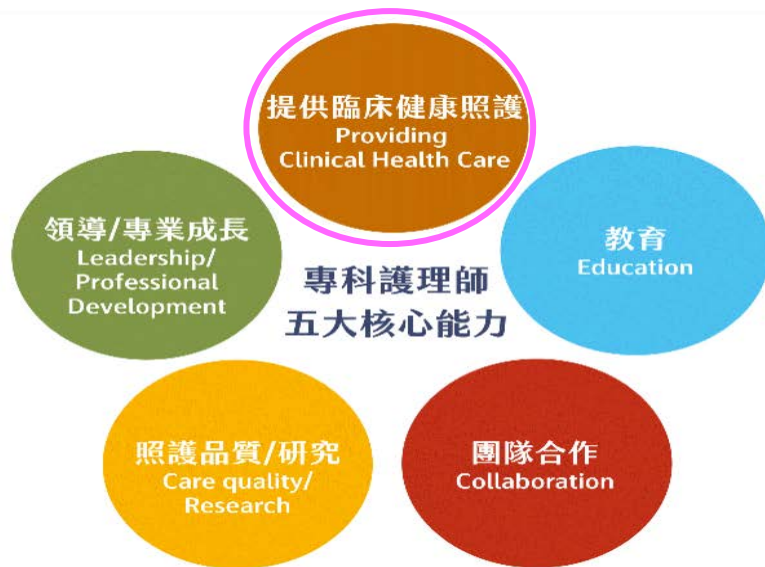 提供臨床健康照護
Providing
Clinical Health Care
領導/專業成長
Leadership/
Professional
Development
教育
Education
專科護理師
五大核心能力
照護品質/研究
Care quality/
Research
團隊合作
Collaboration